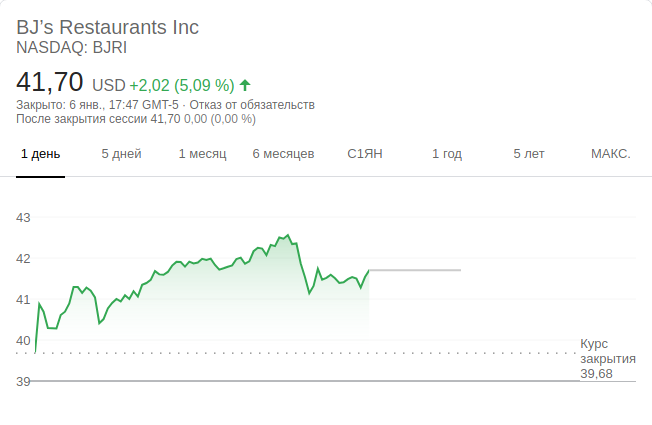 BJ’s Restaurants Inc
NASDAQ: BJRI
41,70 USD +2,02 (5,09 %)
Закрыто: 6 янв., 17:47 GMT-5 · Отказ от обязательств
После закрытия сессии 41,70 0,00 (0,00 %)
1 день 5 дней 1 месяц 6 месяцев С1ЯН 1 год 5 лет МАКС.
43
42
41
40
Курс
закрытия
39,68
39